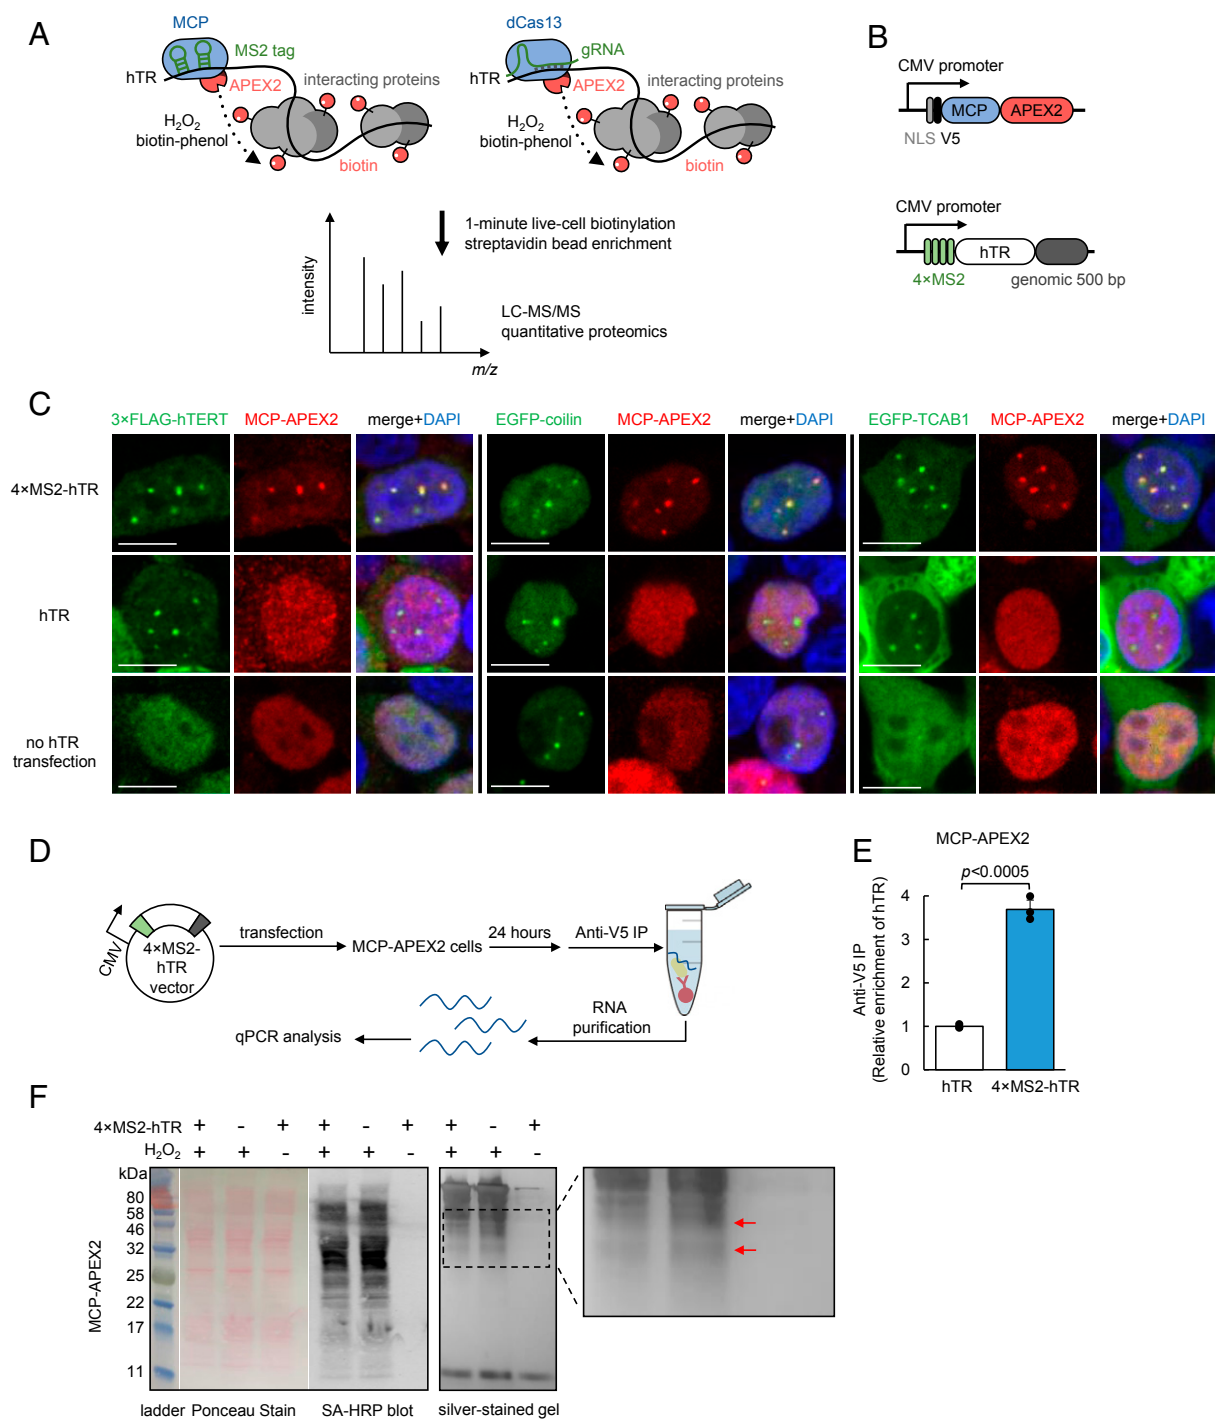 A
MCP
MS2 tag
hTR
APEX2
interacting proteins
H₂O₂
biotin-phenol
biotin
dCas13
gRNA
hTR
APEX2
interacting proteins
H₂O₂
biotin-phenol
biotin
1-minute live-cell biotinylation
streptavidin bead enrichment
intensity
LC-MS/MS
quantitative proteomics
m/z
B
CMV promoter
MCP APEX2
NLS V5
CMV promoter
hTR
4×MS2 genomic 500 bp
C
3×FLAG-hTERT MCP-APEX2 merge+DAPI EGFP-coilin MCP-APEX2 merge+DAPI EGFP-TCAB1 MCP-APEX2 merge+DAPI
4×MS2-hTR
hTR
no hTR
transfection
D
CMV
4×MS2-
hTR
vector
transfection
MCP-APEX2 cells
24 hours
Anti-V5 IP
RNA
purification
qPCR analysis
E
MCP-APEX2
p<0.0005
Anti-V5 IP
(Relative enrichment of hTR)
4
3
2
1
0
hTR 4×MS2-hTR
F
4×MS2-hTR + - + + - + + - +
H₂O₂ + + - + + - + + -
kDa
80
58
46
32
25
22
17
11
MCP-APEX2
ladder Ponceau Stain SA-HRP blot silver-stained gel